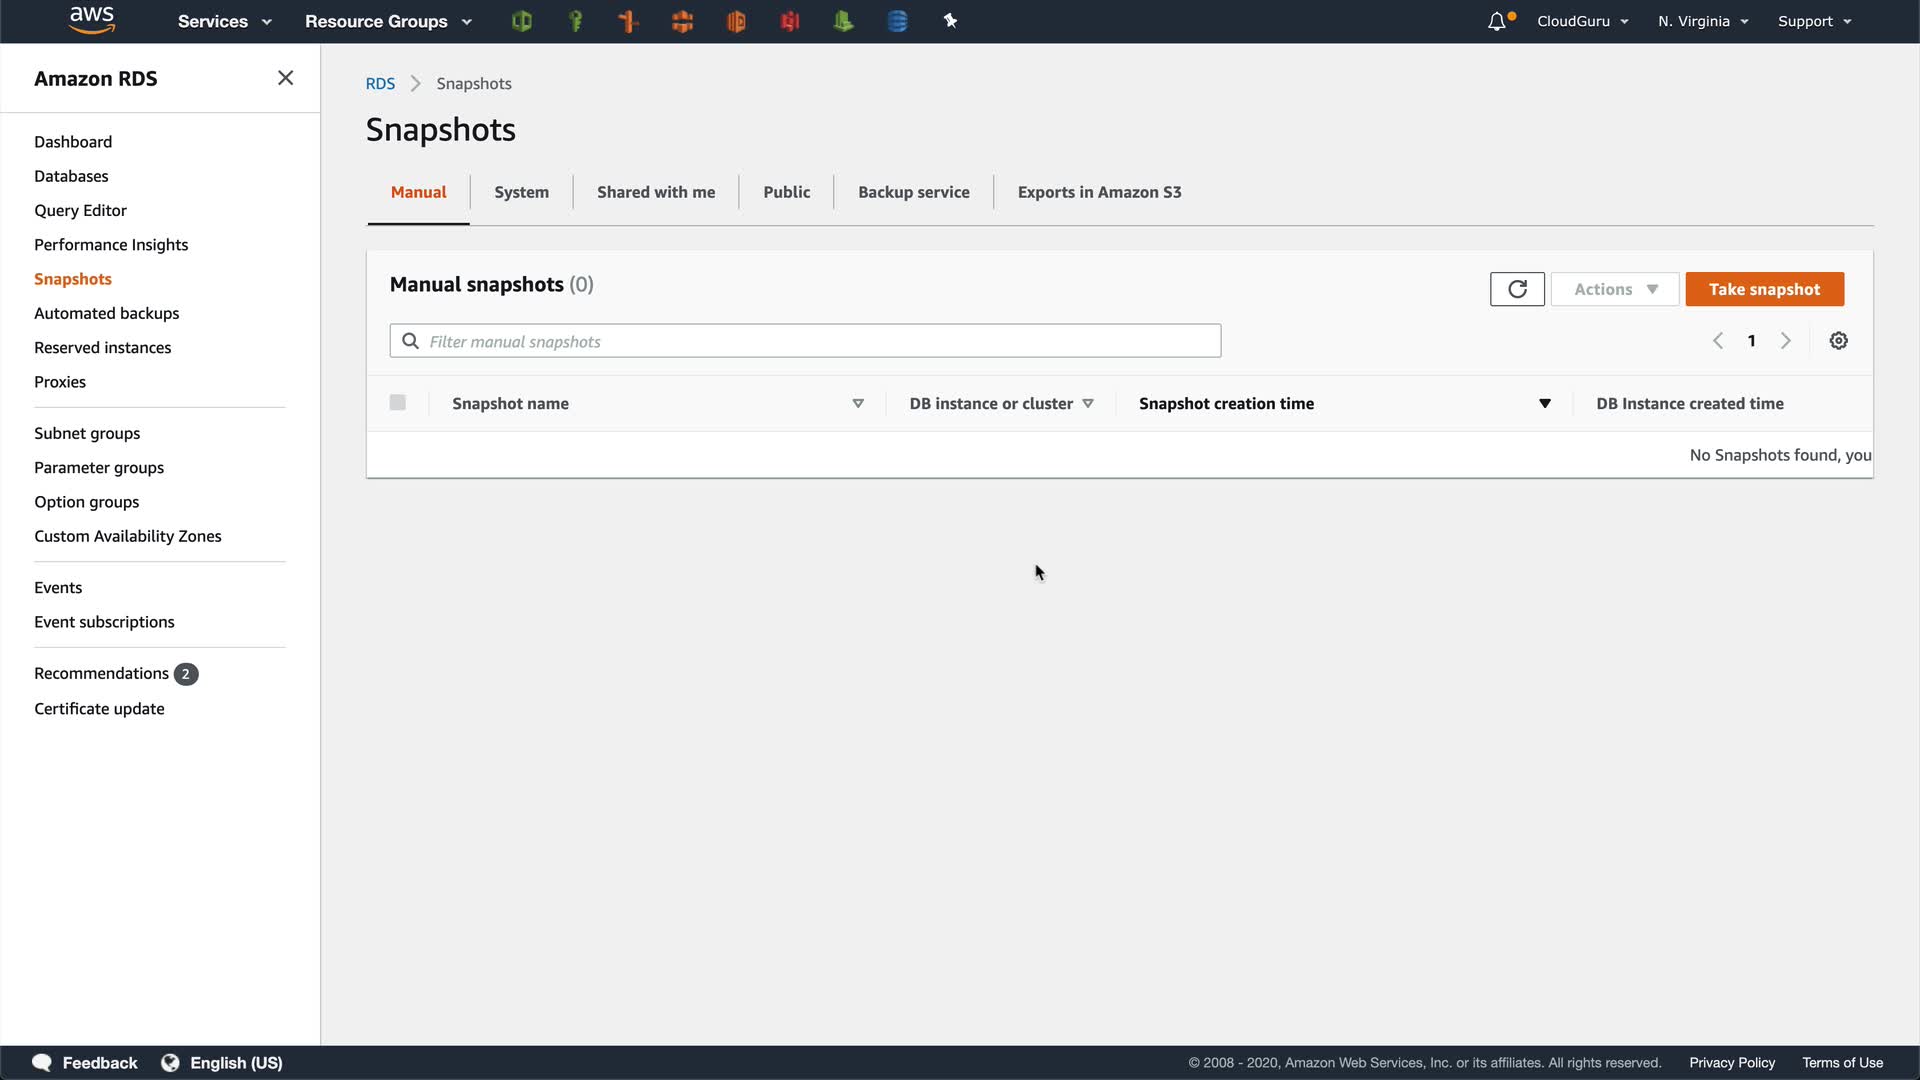 aws Services Resource Groups CloudGuru N. Virginia Support
Amazon RDS
Dashboard
Databases
Query Editor
Performance Insights
Snapshots
Automated backups
Reserved instances
Proxies
Subnet groups
Parameter groups
Option groups
Custom Availability Zones
Events
Event subscriptions
Recommendations 2
Certificate update
RDS Snapshots
Snapshots
Manual System Shared with me Public Backup service Exports in Amazon S3
Manual snapshots (0) Actions Take snapshot
Filter manual snapshots 1
Snapshot name DB instance or cluster Snapshot creation time DB Instance created time
No Snapshots found, you
Feedback English (US) © 2008 - 2020, Amazon Web Services, Inc. or its affiliates. All rights reserved. Privacy Policy Terms of Use